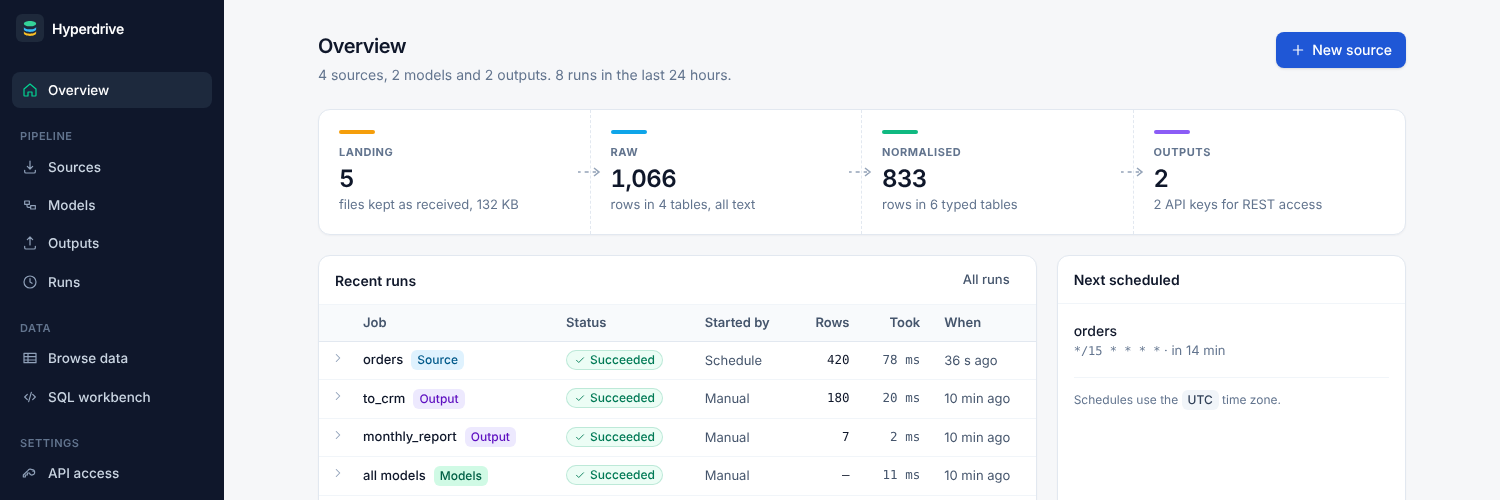 Hyperdrive
Overview
PIPELINE
Sources
Models
Outputs
Runs
DATA
Browse data
SQL workbench
SETTINGS
API access
Overview
4 sources, 2 models and 2 outputs. 8 runs in the last 24 hours.
New source
LANDING
5
files kept as received, 132 KB
RAW
1,066
rows in 4 tables, all text
NORMALISED
833
rows in 6 typed tables
OUTPUTS
2
2 API keys for REST access
Recent runs All runs
Job Status Started by Rows Took When
orders Source Succeeded Schedule 420 78 ms 36 s ago
to_crm Output Succeeded Manual 180 20 ms 10 min ago
monthly_report Output Succeeded Manual 7 2 ms 10 min ago
all models Models Succeeded Manual – 11 ms 10 min ago
Next scheduled
orders
*/15 * * * * · in 14 min
Schedules use the UTC time zone.